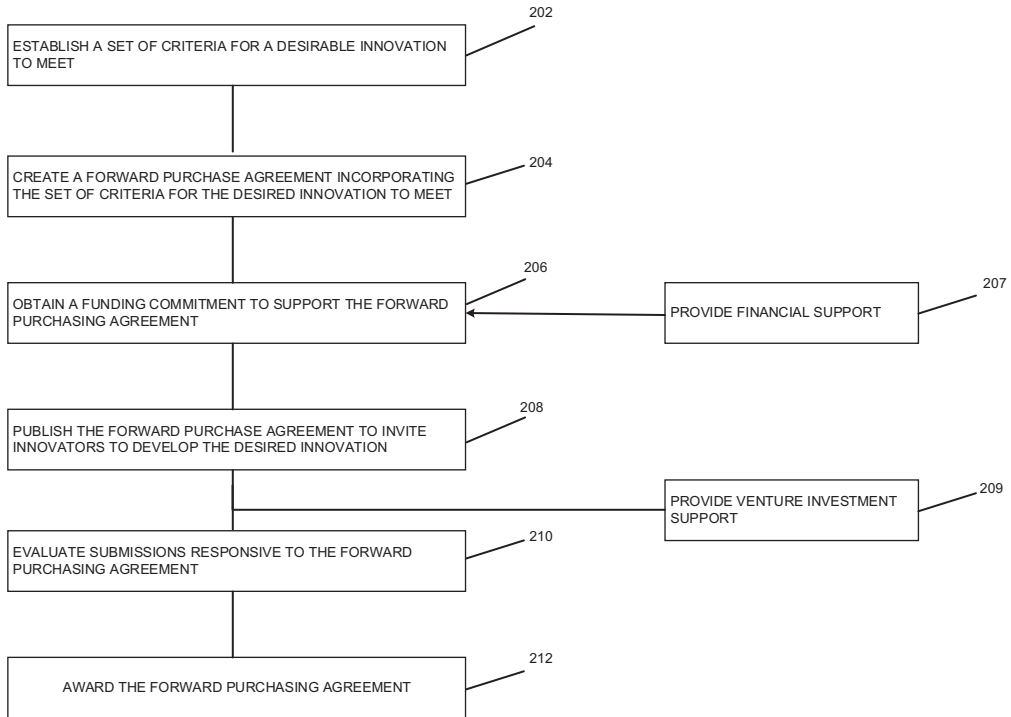 202
ESTABLISH A SET OF CRITERIA FOR A DESIRABLE INNOVATION
TO MEET
204
CREATE A FORWARD PURCHASE AGREEMENT INCORPORATING
THE SET OF CRITERIA FOR THE DESIRED INNOVATION TO MEET
206
OBTAIN A FUNDING COMMITMENT TO SUPPORT THE FORWARD
PURCHASING AGREEMENT
207
PROVIDE FINANCIAL SUPPORT
208
PUBLISH THE FORWARD PURCHASE AGREEMENT TO INVITE
INNOVATORS TO DEVELOP THE DESIRED INNOVATION
209
PROVIDE VENTURE INVESTMENT
SUPPORT
210
EVALUATE SUBMISSIONS RESPONSIVE TO THE FORWARD
PURCHASING AGREEMENT
212
AWARD THE FORWARD PURCHASING AGREEMENT